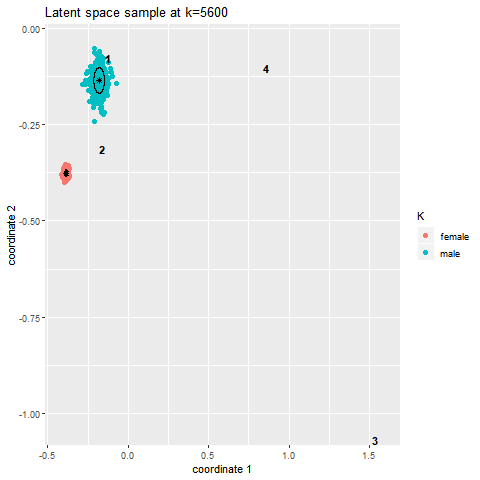 Latent space sample at k=5600
0.00
-0.25
-0.50
-0.75
-1.00
coordinate 2
1
4
2
3
-0.5
0.0
0.5
1.0
1.5
coordinate 1
K
female
male